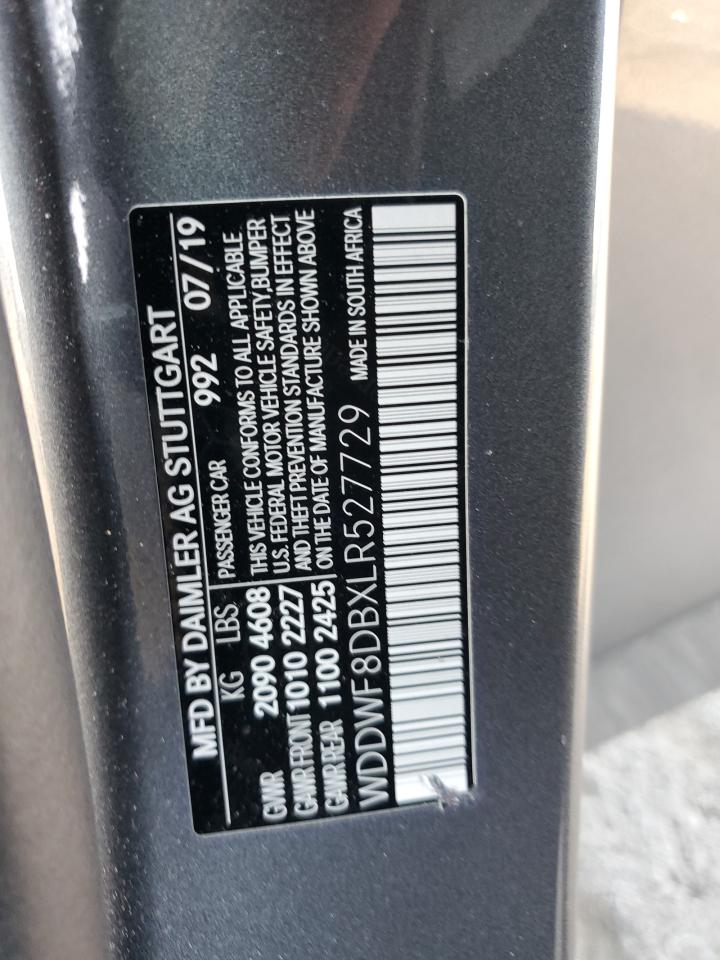 MFD BY DAIMLER AG STUTTGART
KG LBS PASSENGER CAR 992 07/19
GWR 2090 4608 THIS VEHICLE CONFORMS TO ALL APPLICABLE
U.S. FEDERAL MOTOR VEHICLE SAFETY,BUMPER
GAWR FRONT 1010 2227 AND THEFT PREVENTION STANDARDS IN EFFECT
GAWR REAR 1100 2425 ON THE DATE OF MANUFACTURE SHOWN ABOVE
WDDWF8DBXLR527729 MADE IN SOUTH AFRICA